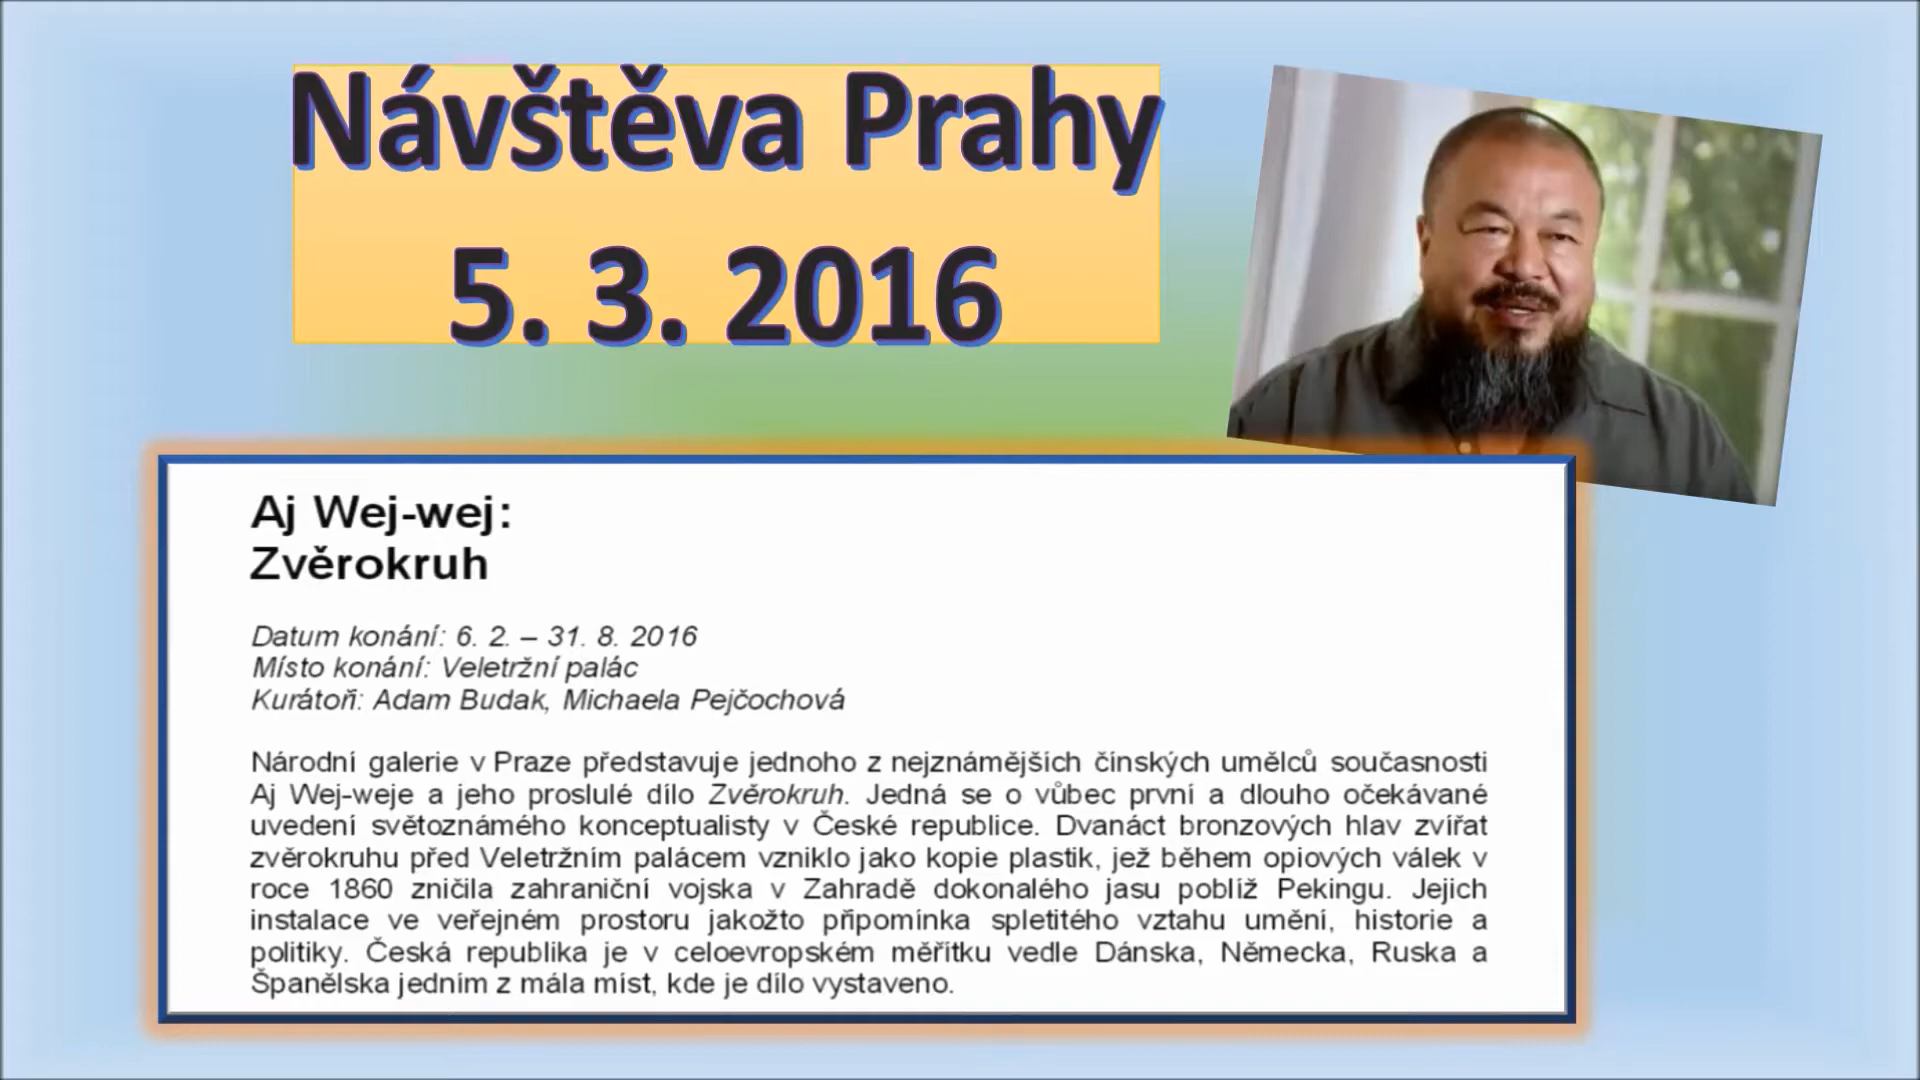 Návštěva Prahy
5. 3. 2016
Aj Wej-wej:
Zvěrokruh
Datum konání: 6. 2. – 31. 8. 2016
Místo konání: Veletržní palác
Kurátoři: Adam Budak, Michaela Pejčochová
Národní galerie v Praze představuje jednoho z nejznámějších čínských umělců současnosti
Aj Wej-weje a jeho proslulé dílo Zvěrokruh. Jedná se o vůbec první a dlouho očekávané
uvedení světoznámého konceptualisty v České republice. Dvanáct bronzových hlav zvířat
zvěrokruhu před Veletržním palácem vzniklo jako kopie plastik, jež během opiových válek v
roce 1860 zničila zahraniční vojska v Zahradě dokonalého jasu poblíž Pekingu. Jejich
instalace ve veřejném prostoru jakožto připomínka spletitého vztahu umění, historie a
politiky. Česká republika je v celoevropském měřítku vedle Dánska, Německa, Ruska a
Španělska jedním z mála míst, kde je dílo vystaveno.